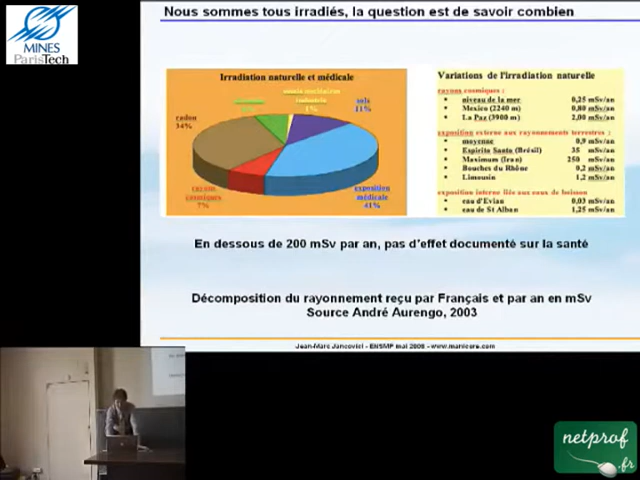 Nous sommes tous irradiés, la question est de savoir combien
MINES
ParisTech
Irradiation naturelle et médicale
industrie
1%
sols
11%
radon
34%
rayons
cosmiques
7%
exposition
médicale
41%
Variations de l'irradiation naturelle
rayons cosmiques :
niveau de la mer 0,25 mSv/an
Mexico (2240 m) 0,80 mSv/an
La Paz (3900 m) 2,00 mSv/an
exposition externe aux rayonnements terrestres :
moyenne 0,9 mSv/an
Espirito Santo (Brésil) 35 mSv/an
Maximum (Iran) 250 mSv/an
Bouches du Rhône 0,2 mSv/an
Limousin 1,2 mSv/an
exposition interne liée aux eaux de boisson
eau d'Evian 0,03 mSv/an
eau de St Alban 1,25 mSv/an
En dessous de 200 mSv par an, pas d'effet documenté sur la santé
Décomposition du rayonnement reçu par Français et par an en mSv
Source André Aurengo, 2003
Jean-Marc Jancovici - ENSMP mai 2008 - www.manicore.com
netprof
.fr